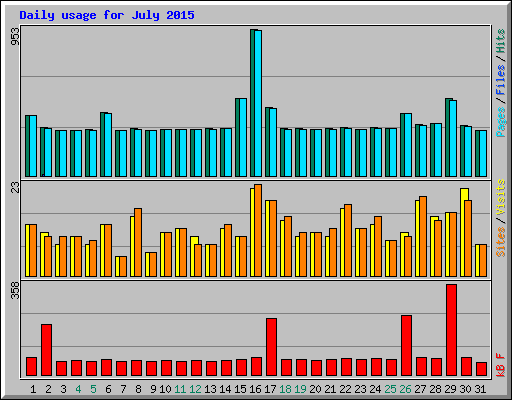 Daily usage for July 2015
953
Pages / Files / Hits
23
Sites / Visits
358
kB F
1 2 3 4 5 6 7 8 9 10 11 12 13 14 15 16 17 18 19 20 21 22 23 24 25 26 27 28 29 30 31